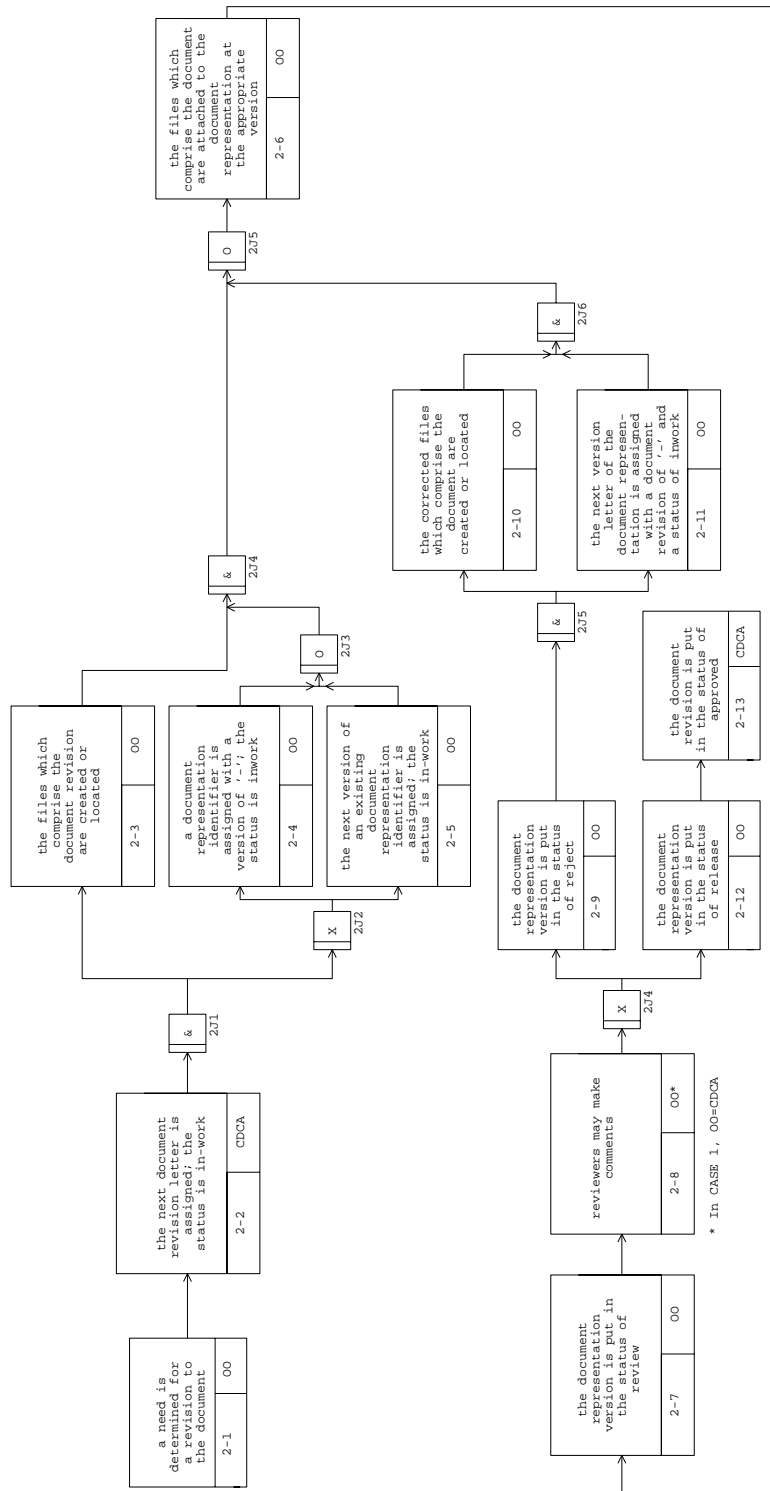 a need is
determined for
a revision to
the document
2-1
OO
the next document
revision letter is
assigned; the
status is in-work
2-2
CDCA
&
2J1
the files which
comprise the
document revision
are created or
located
2-3
OO
X
2J2
a document
representation
identifier is
assigned with a
version of '-'; the
status is inwork
2-4
OO
the next version of
an existing
document
representation
identifier is
assigned; the
status is in-work
2-5
OO
O
2J3
&
2J4
O
2J5
the files which
comprise the document
are attached to the
document
representation at
the appropriate
version
2-6
OO
the document
representation
version is put in
the status of
review
2-7
OO
reviewers may make
comments
2-8
OO*
* In CASE 1, OO=CDCA
X
2J4
the document
representation
version is put
in the status
of reject
2-9
OO
the document
representation
version is put
in the status
of release
2-12
OO
the document
revision is put
in the status of
approved
2-13
CDCA
&
2J5
the corrected files
which comprise the
document are
created or located
2-10
OO
the next version
letter of the
document represen-
tation is assigned
with a document
revision of '-' and
a status of inwork
2-11
OO
&
2J6